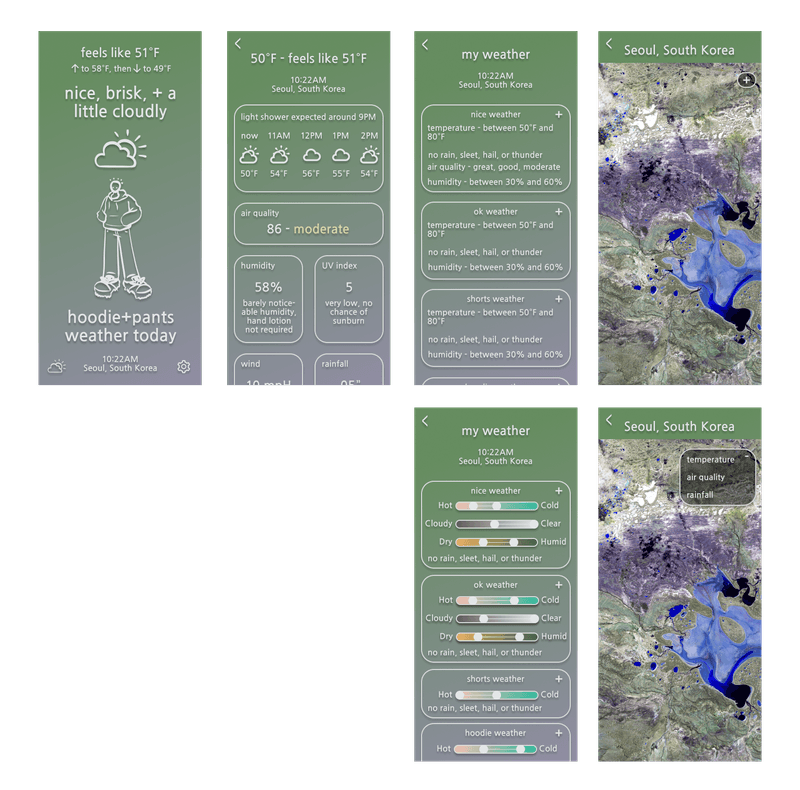 feels like 51°F
↑ to 58°F, then ↓ to 49°F
nice, brisk, + a
little cloudly
hoodie+pants
weather today
10:22AM
Seoul, South Korea
50°F - feels like 51°F
10:22AM
Seoul, South Korea
light shower expected around 9PM
now 11AM 12PM 1PM 2PM
50°F 54°F 56°F 55°F 54°F
air quality
86 - moderate
humidity
58%
barely notice-
able humidity,
hand lotion
not required
UV index
5
very low, no
chance of
sunburn
wind
10 mpH
rainfall
.05"
my weather
10:22AM
Seoul, South Korea
nice weather +
temperature - between 50°F and
80°F
no rain, sleet, hail, or thunder
air quality - great, good, moderate
humidity - between 30% and 60%
ok weather +
temperature - between 50°F and
80°F
no rain, sleet, hail, or thunder
humidity - between 30% and 60%
shorts weather +
temperature - between 50°F and
80°F
no rain, sleet, hail, or thunder
humidity - between 30% and 60%
Seoul, South Korea
+
my weather
10:22AM
Seoul, South Korea
nice weather +
Hot Cold
Cloudy Clear
Dry Humid
no rain, sleet, hail, or thunder
ok weather +
Hot Cold
Cloudy Clear
Dry Humid
no rain, sleet, hail, or thunder
shorts weather +
Hot Cold
no rain, sleet, hail, or thunder
hoodie weather +
Hot Cold
Seoul, South Korea
temperature -
air quality
rainfall